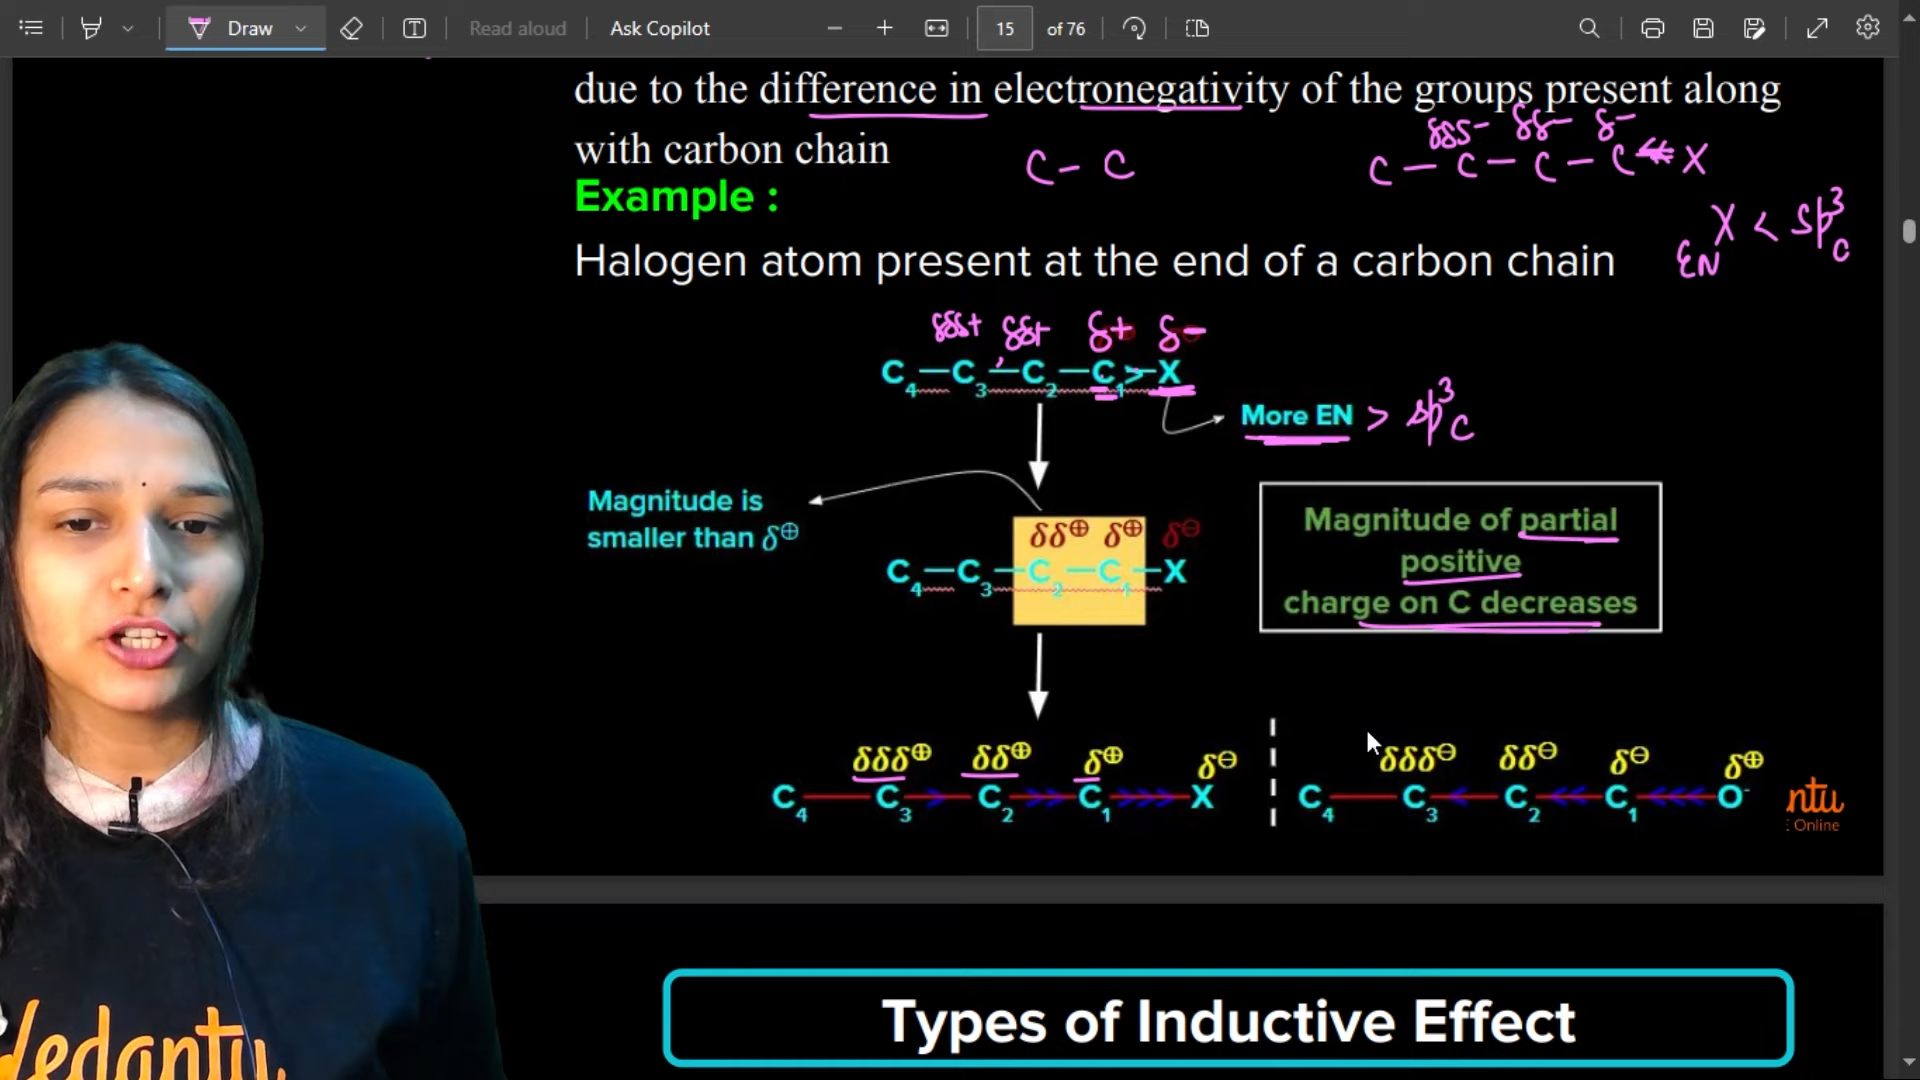 Draw
Read aloud
Ask Copilot
15
of 76
due to the difference in electronegativity of the groups present along
with carbon chain
C - C
δδδ- δδ- δ-
C - C - C - C X
Example :
X < sp³
EN C
Halogen atom present at the end of a carbon chain
δδδ+ δδ+ δ+ δ-
C₄—C₃—C₂—C₁>—X
More EN > sp³C
Magnitude is
smaller than δ⊕
δδ⊕ δ⊕ δ⊖
C₄—C₃—C₂—C₁—X
Magnitude of partial
positive
charge on C decreases
δδδ⊕ δδ⊕ δ⊕ δ⊖
C₄ C₃ C₂ C₁ X
δδδ⊖ δδ⊖ δ⊖ δ⊕
C₄ C₃ C₂ C₁ O⁻
ntu
Online
Types of Inductive Effect
Vedantu